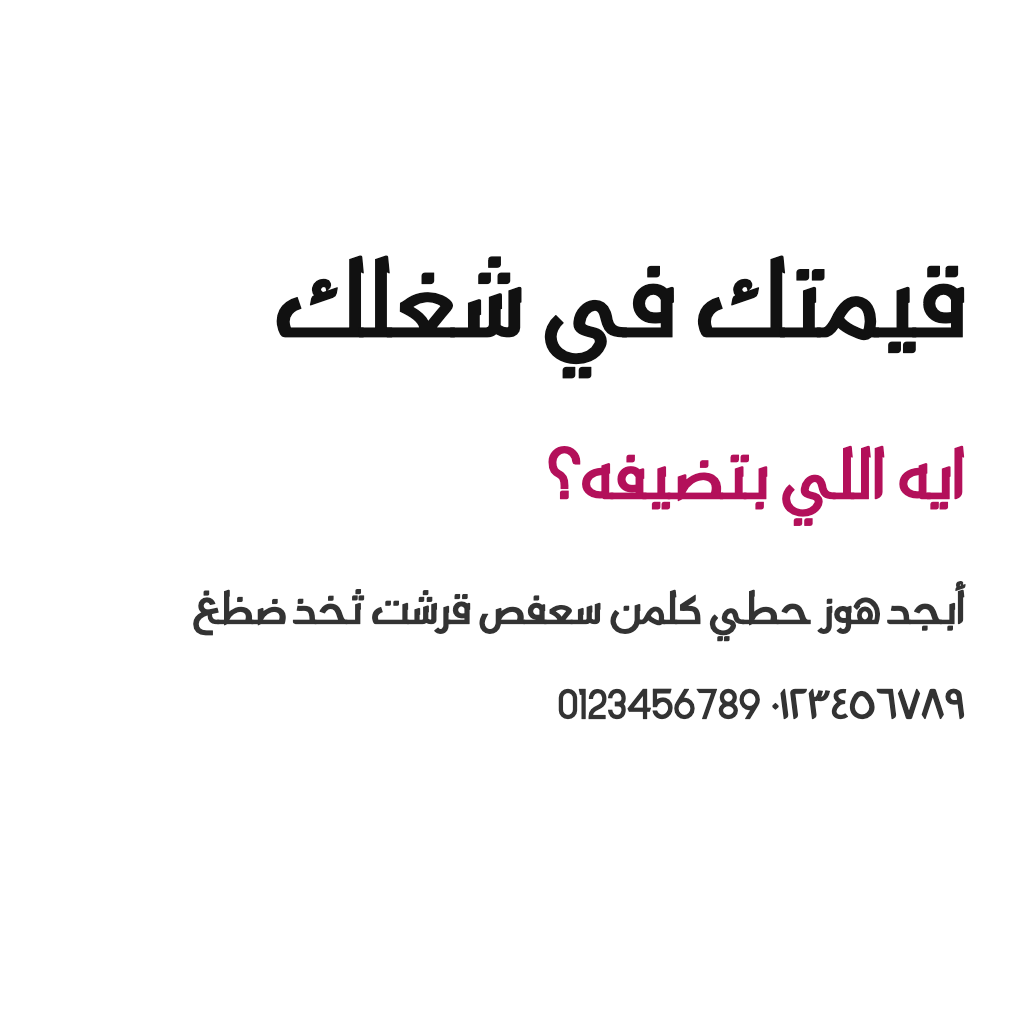 قيمتك في شغلك
ايه اللي بتضيفه؟
أبجد هوز حطي كلمن سعفص قرشت ثخذ ضظغ
٠١٢٣٤٥٦٧٨٩ 0123456789